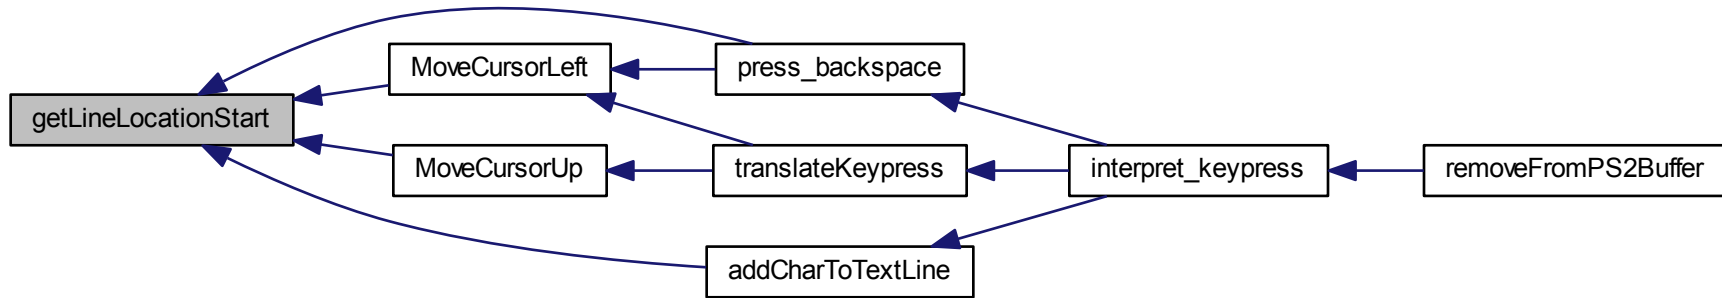 getLineLocationStart
MoveCursorLeft
press_backspace
MoveCursorUp
translateKeypress
interpret_keypress
removeFromPS2Buffer
addCharToTextLine